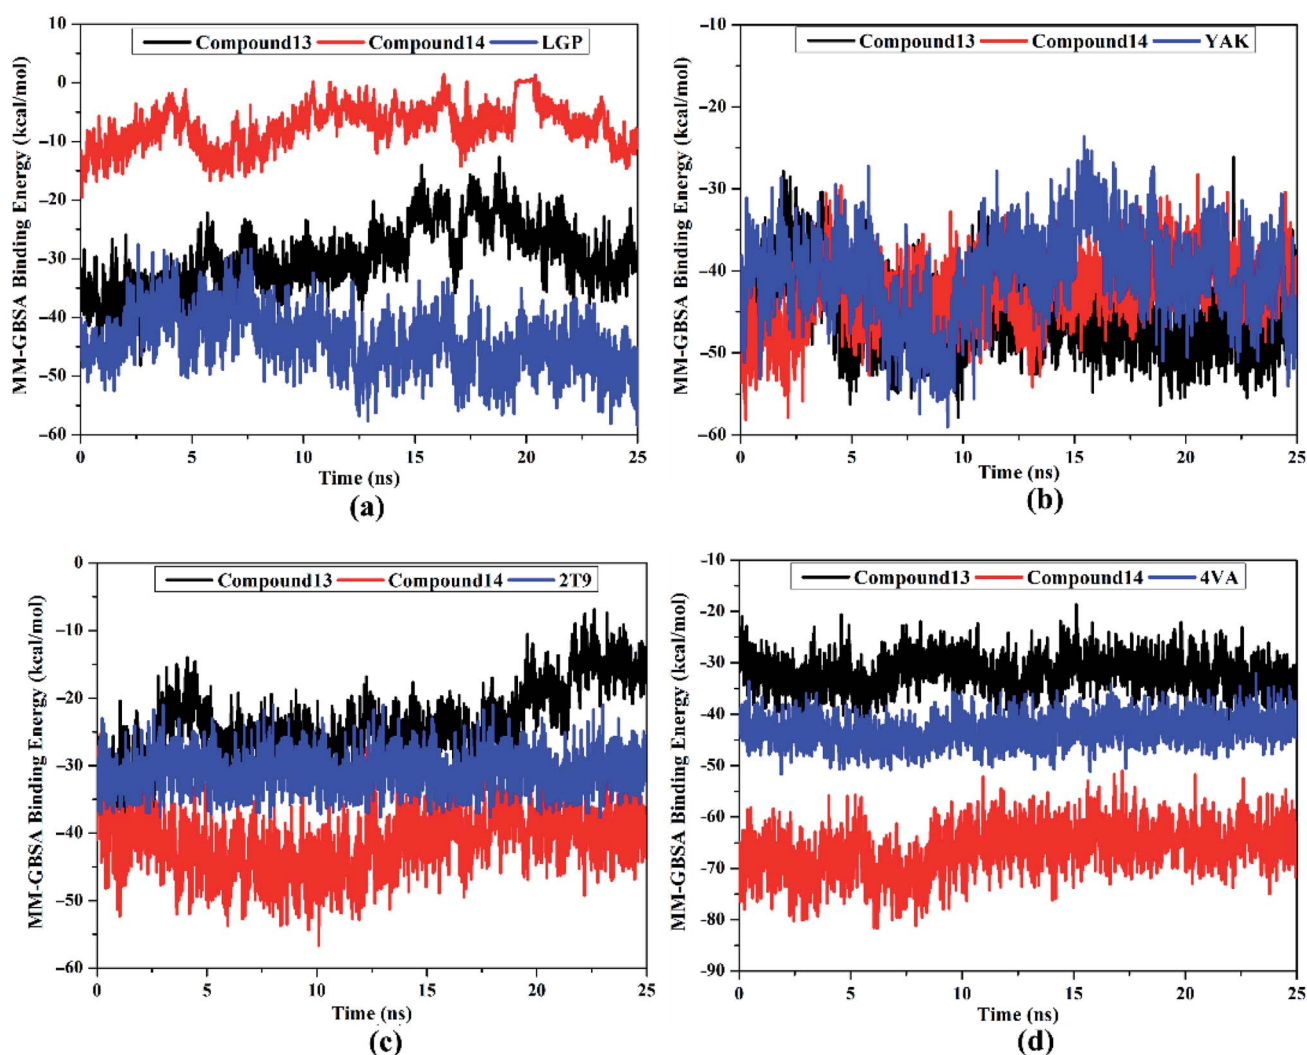 Compound13 Compound14 LGP
MM-GBSA Binding Energy (kcal/mol)
10
0
−10
−20
−30
−40
−50
−60
0 5 10 15 20 25
Time (ns)
(a)
Compound13 Compound14 YAK
MM-GBSA Binding Energy (kcal/mol)
−10
−20
−30
−40
−50
−60
0 5 10 15 20 25
Time (ns)
(b)
Compound13 Compound14 2T9
MM-GBSA Binding Energy (kcal/mol)
0
−10
−20
−30
−40
−50
−60
0 5 10 15 20 25
Time (ns)
(c)
Compound13 Compound14 4VA
MM-GBSA Binding Energy (kcal/mol)
-10
-20
-30
-40
-50
-60
-70
-80
-90
0 5 10 15 20 25
Time (ns)
(d)